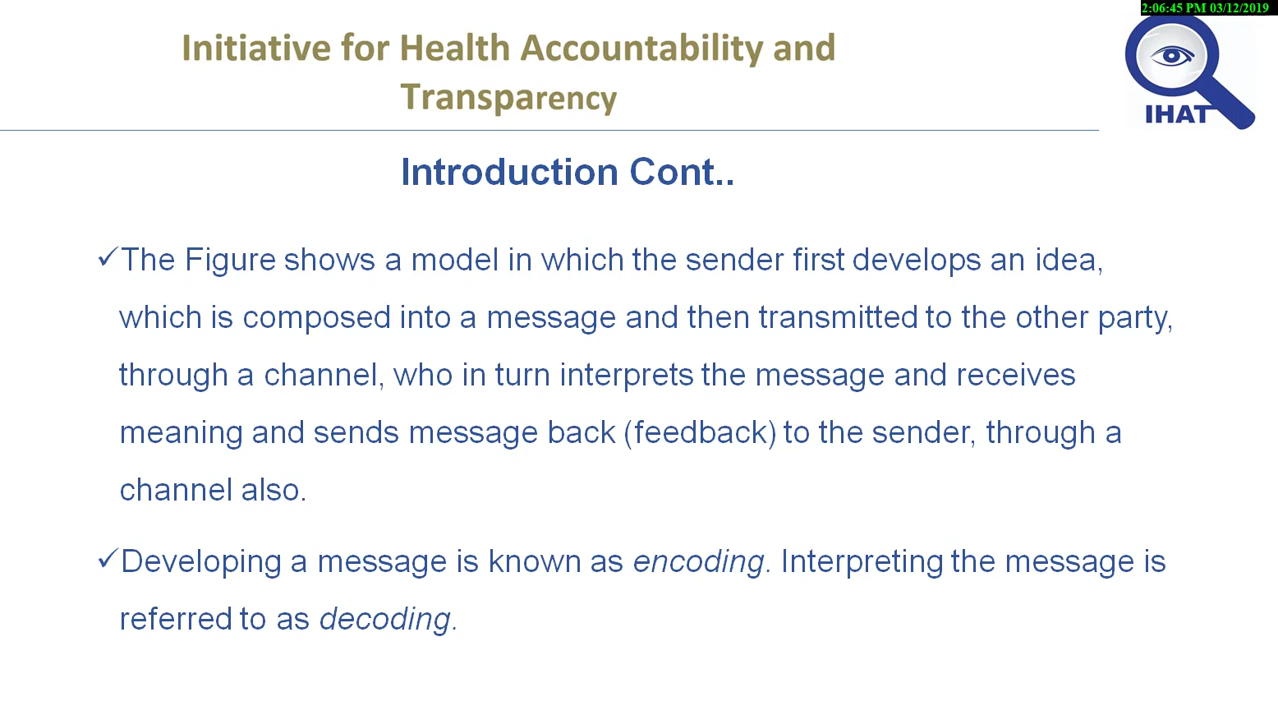 2:06:45 PM 03/12/2019
Initiative for Health Accountability and
Transparency
IHAT
Introduction Cont..
✓The Figure shows a model in which the sender first develops an idea,
which is composed into a message and then transmitted to the other party,
through a channel, who in turn interprets the message and receives
meaning and sends message back (feedback) to the sender, through a
channel also.
✓Developing a message is known as encoding. Interpreting the message is
referred to as decoding.